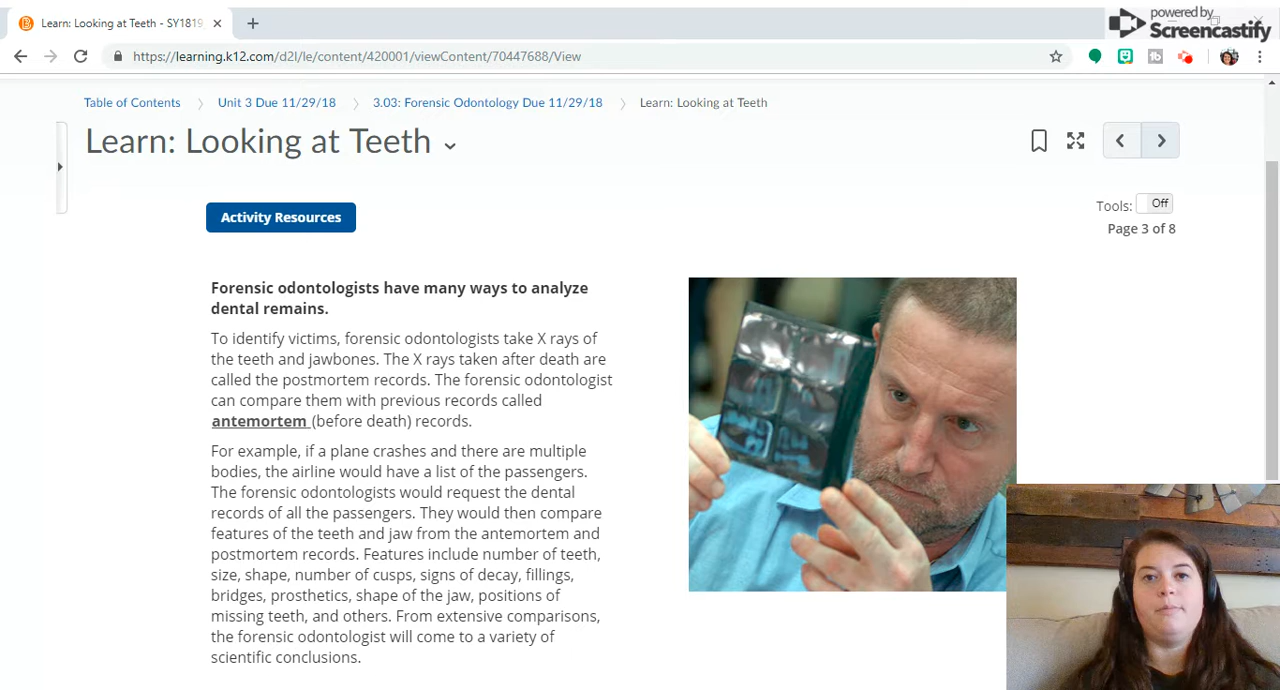 Learn: Looking at Teeth - SY1819
powered by
Screencastify
https://learning.k12.com/d2l/le/content/420001/viewContent/70447688/View
Table of Contents
Unit 3 Due 11/29/18
3.03: Forensic Odontology Due 11/29/18
Learn: Looking at Teeth
Learn: Looking at Teeth
Activity Resources
Tools: Off
Page 3 of 8
Forensic odontologists have many ways to analyze
dental remains.
To identify victims, forensic odontologists take X rays of
the teeth and jawbones. The X rays taken after death are
called the postmortem records. The forensic odontologist
can compare them with previous records called
antemortem (before death) records.
For example, if a plane crashes and there are multiple
bodies, the airline would have a list of the passengers.
The forensic odontologists would request the dental
records of all the passengers. They would then compare
features of the teeth and jaw from the antemortem and
postmortem records. Features include number of teeth,
size, shape, number of cusps, signs of decay, fillings,
bridges, prosthetics, shape of the jaw, positions of
missing teeth, and others. From extensive comparisons,
the forensic odontologist will come to a variety of
scientific conclusions.